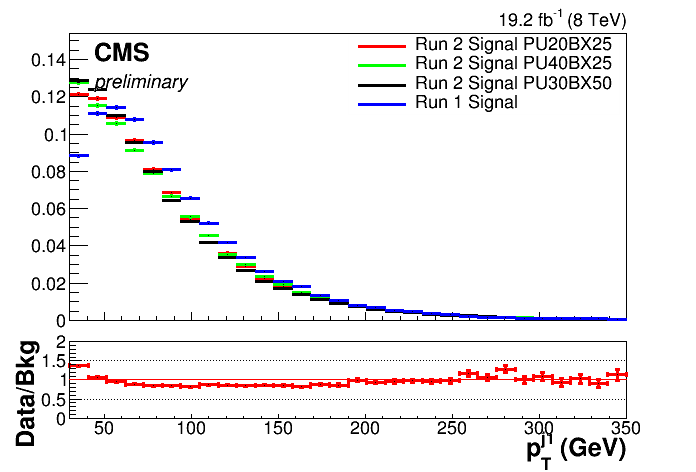 19.2 fb-1 (8 TeV)
CMS
preliminary
Run 2 Signal PU20BX25
Run 2 Signal PU40BX25
Run 2 Signal PU30BX50
Run 1 Signal
0.14
0.12
0.1
0.08
0.06
0.04
0.02
0
Data/Bkg
2
1.5
1
0.5
0
50 100 150 200 250 300 350
pTj1 (GeV)